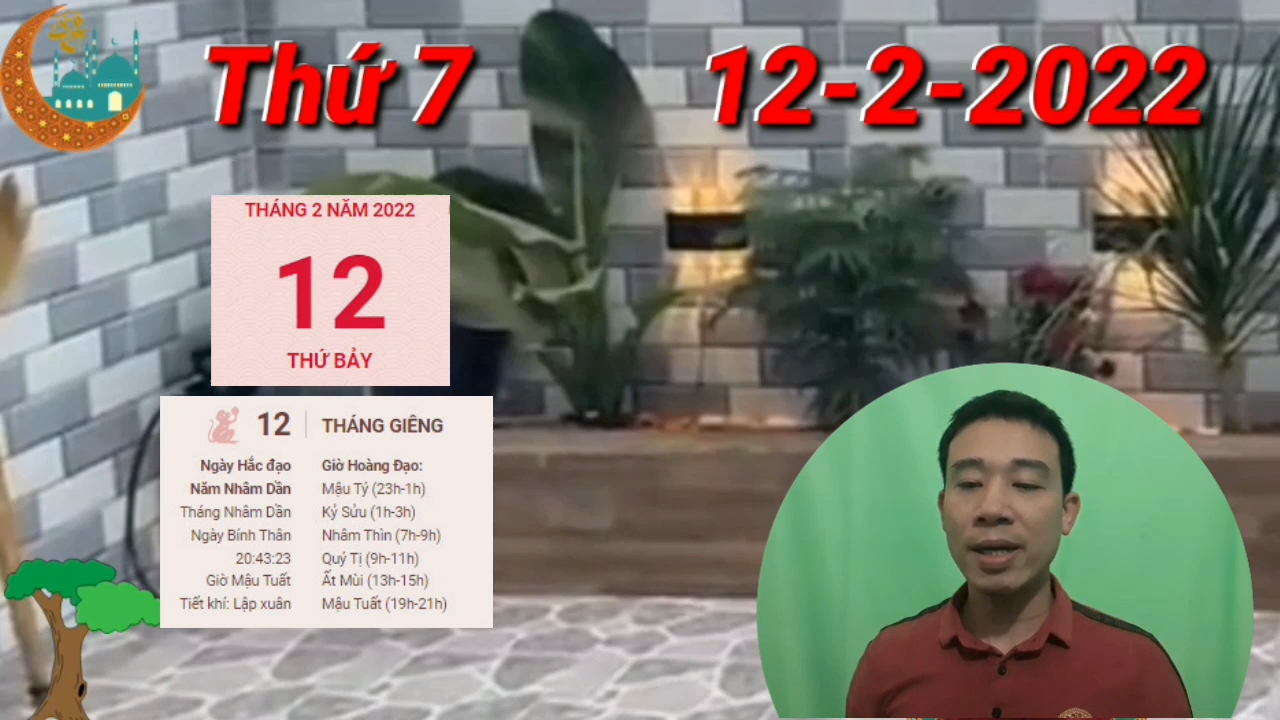 Thứ 7 12-2-2022
THÁNG 2 NĂM 2022
12
THỨ BẢY
12 THÁNG GIÊNG
Ngày Hắc đạo
Năm Nhâm Dần
Tháng Nhâm Dần
Ngày Bính Thân
20:43:23
Giờ Mậu Tuất
Tiết khí: Lập xuân
Giờ Hoàng Đạo:
Mậu Tý (23h-1h)
Kỷ Sửu (1h-3h)
Nhâm Thìn (7h-9h)
Quý Tị (9h-11h)
Ất Mùi (13h-15h)
Mậu Tuất (19h-21h)